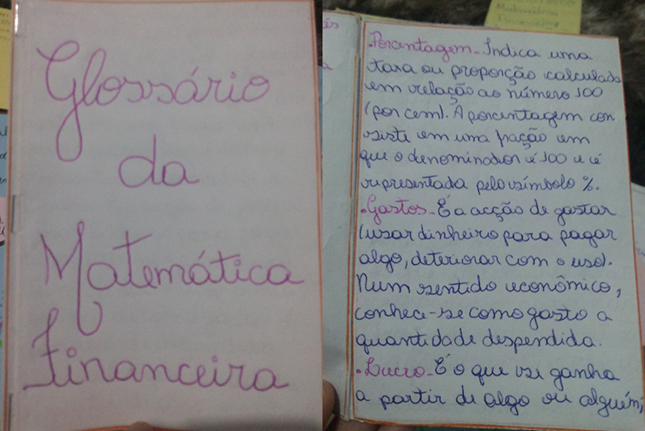 Glossário
da
Matemática
Financeira
.Porcentagem - Indica uma
taxa ou proporção calculada
em relação ao número 100
(por cem). A porcentagem con
siste em uma fração em
que o denominador é 100 e é
representada pelo símbolo %.
.Gastos - É a acção de gastar
(usar dinheiro para pagar
algo, deteriorar com o uso).
Num sentido econômico,
conhece-se como gasto a
quantidade despendida.
.Lucro - É o que se ganha
a partir de algo ou alguém;